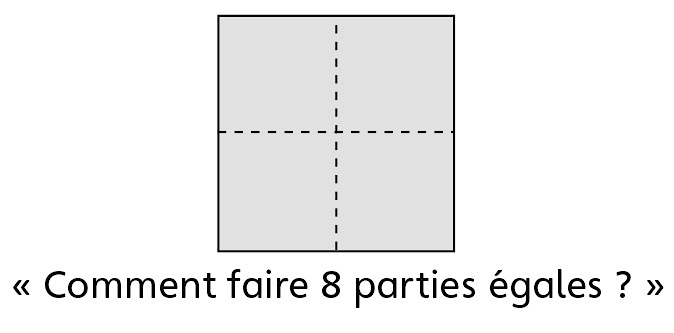 « Comment faire 8 parties égales ? »